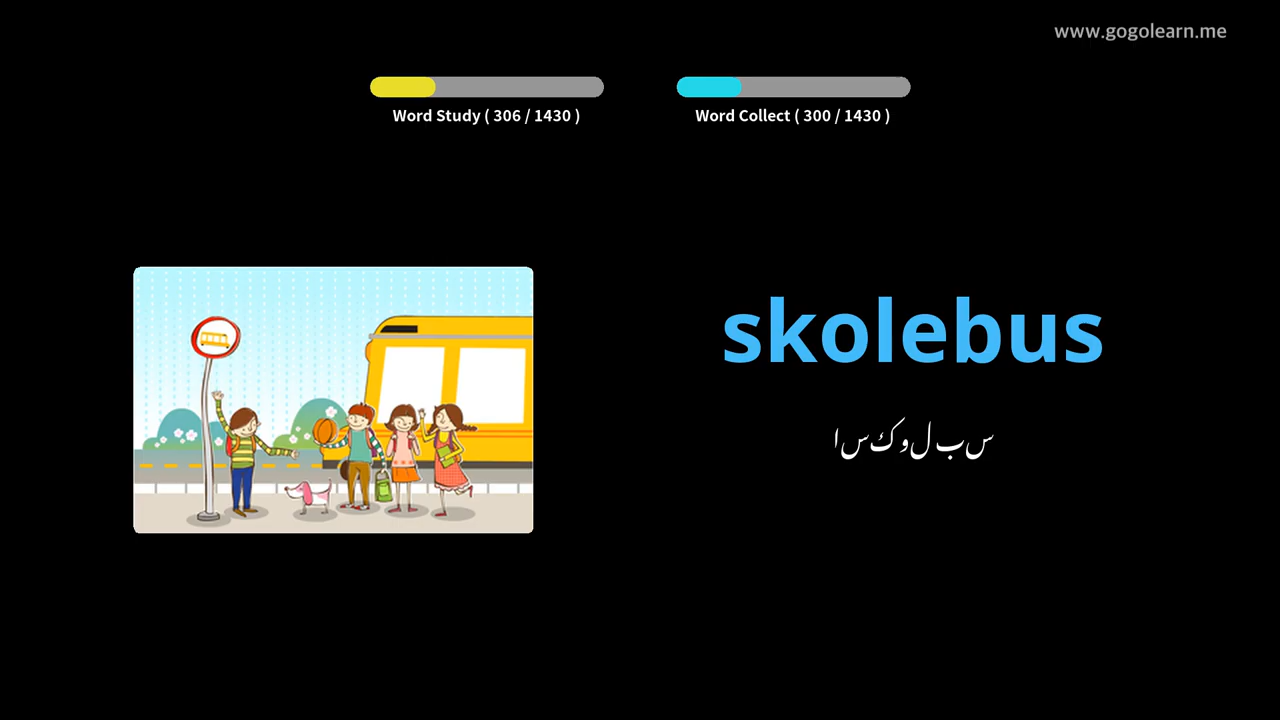 www.gogolearn.me
Word Study ( 306 / 1430 )
Word Collect ( 300 / 1430 )
skolebus
اسکول بس